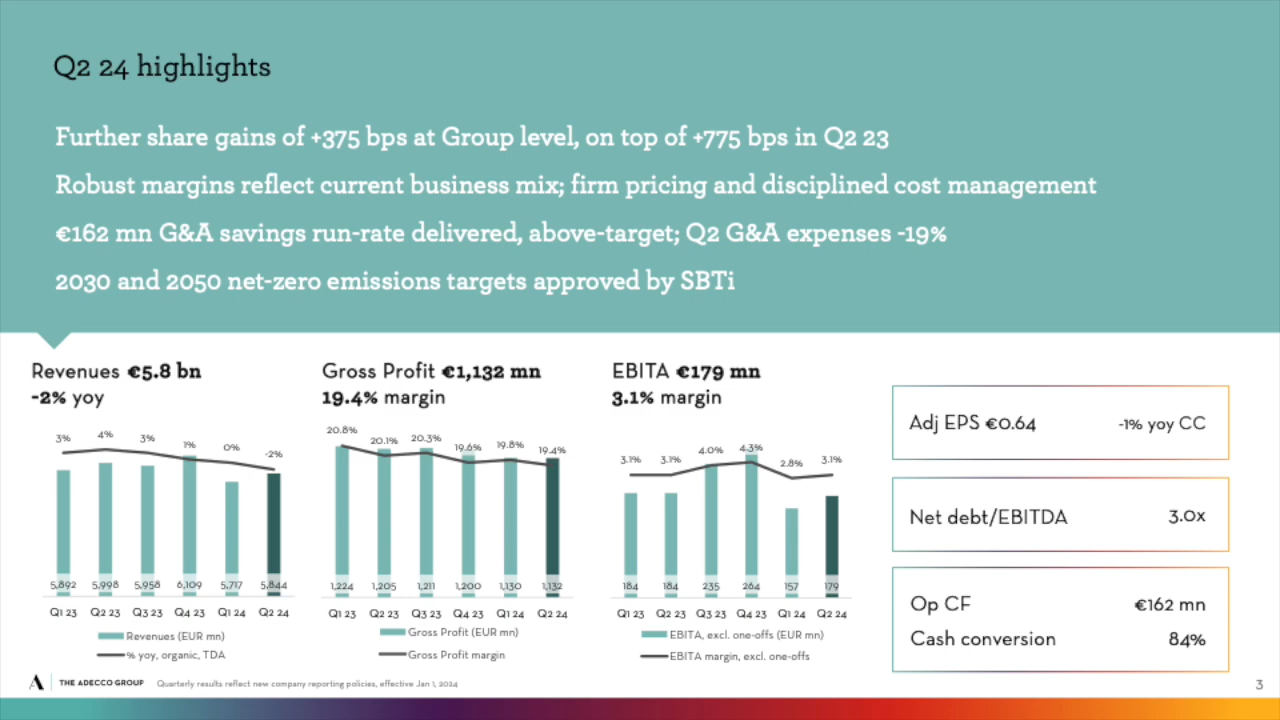 Q2 24 highlights
Further share gains of +375 bps at Group level, on top of +775 bps in Q2 23
Robust margins reflect current business mix; firm pricing and disciplined cost management
€162 mn G&A savings run-rate delivered, above-target; Q2 G&A expenses -19%
2030 and 2050 net-zero emissions targets approved by SBTi
Revenues €5.8 bn
-2% yoy
3% 4% 3% 1% 0% -2%
5,892 5,998 5,958 6,109 5,717 5,844
Q1 23 Q2 23 Q3 23 Q4 23 Q1 24 Q2 24
Revenues (EUR mn)
% yoy, organic, TDA
Gross Profit €1,132 mn
19.4% margin
20.8% 20.1% 20.3% 19.6% 19.8% 19.4%
1,224 1,205 1,211 1,200 1,130 1,132
Q1 23 Q2 23 Q3 23 Q4 23 Q1 24 Q2 24
Gross Profit (EUR mn)
Gross Profit margin
EBITA €179 mn
3.1% margin
3.1% 3.1% 4.0% 4.3% 2.8% 3.1%
184 184 235 264 157 179
Q1 23 Q2 23 Q3 23 Q4 23 Q1 24 Q2 24
EBITA, excl. one-offs (EUR mn)
EBITA margin, excl. one-offs
Adj EPS €0.64 -1% yoy CC
Net debt/EBITDA 3.0x
Op CF €162 mn
Cash conversion 84%
THE ADECCO GROUP Quarterly results reflect new company reporting policies, effective Jan 1, 2024
3